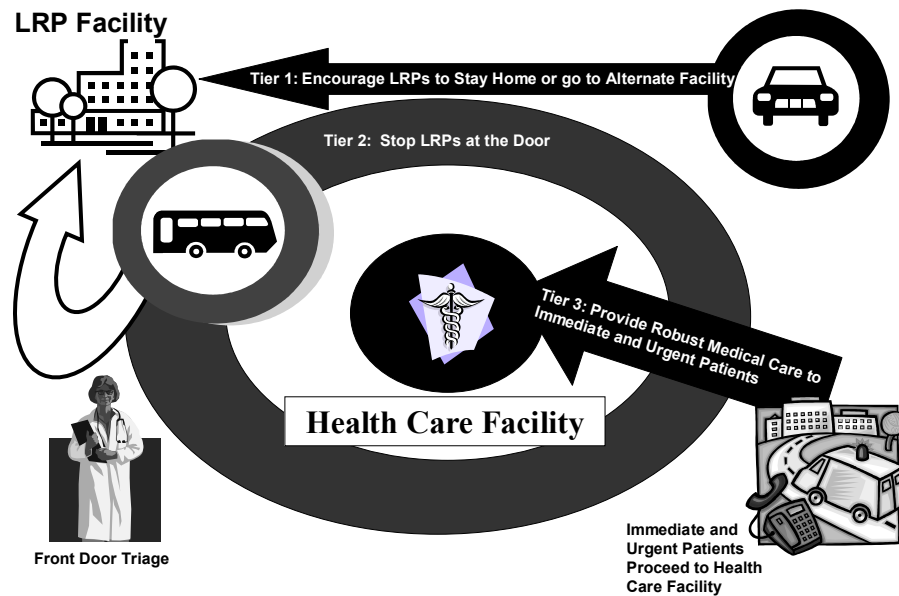 LRP Facility
Tier 1: Encourage LRPs to Stay Home or go to Alternate Facility
Tier 2:  Stop LRPs at the Door
Tier 3: Provide Robust Medical Care to
Immediate and Urgent Patients
Health Care Facility
Front Door Triage
Immediate and
Urgent Patients
Proceed to Health
Care Facility